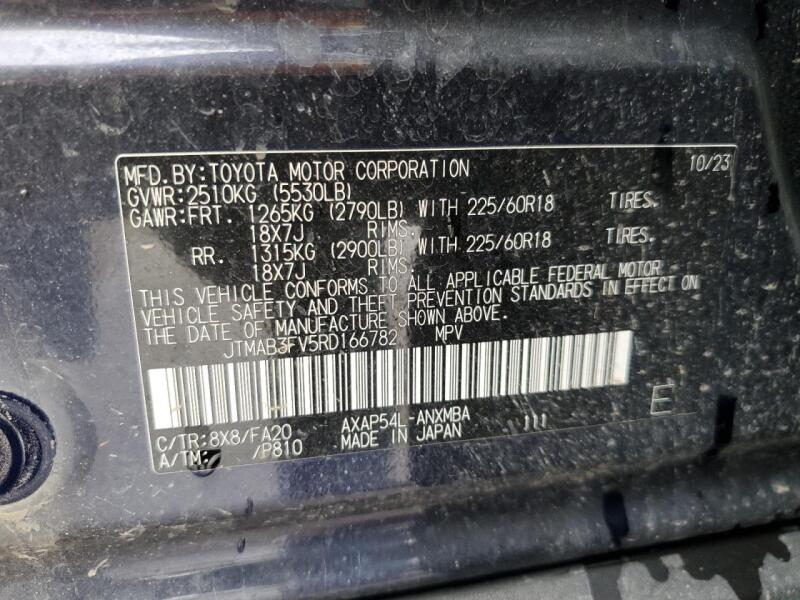 MFD.BY:TOYOTA MOTOR CORPORATION 10/23
GVWR:2510KG (5530LB)
GAWR:FRT. 1265KG (2790LB) WITH 225/60R18 TIRES.
18X7J RIMS.
RR. 1315KG (2900LB) WITH 225/60R18 TIRES.
18X7J RIMS.
THIS VEHICLE CONFORMS TO ALL APPLICABLE FEDERAL MOTOR
VEHICLE SAFETY AND THEFT PREVENTION STANDARDS IN EFFECT ON
THE DATE OF MANUFACTURE SHOWN ABOVE.
JTMAB3FV5RD166782 MPV
C/TR:8X8/FA20 AXAP54L-ANXMBA 111 E
A/TM: /P810 MADE IN JAPAN